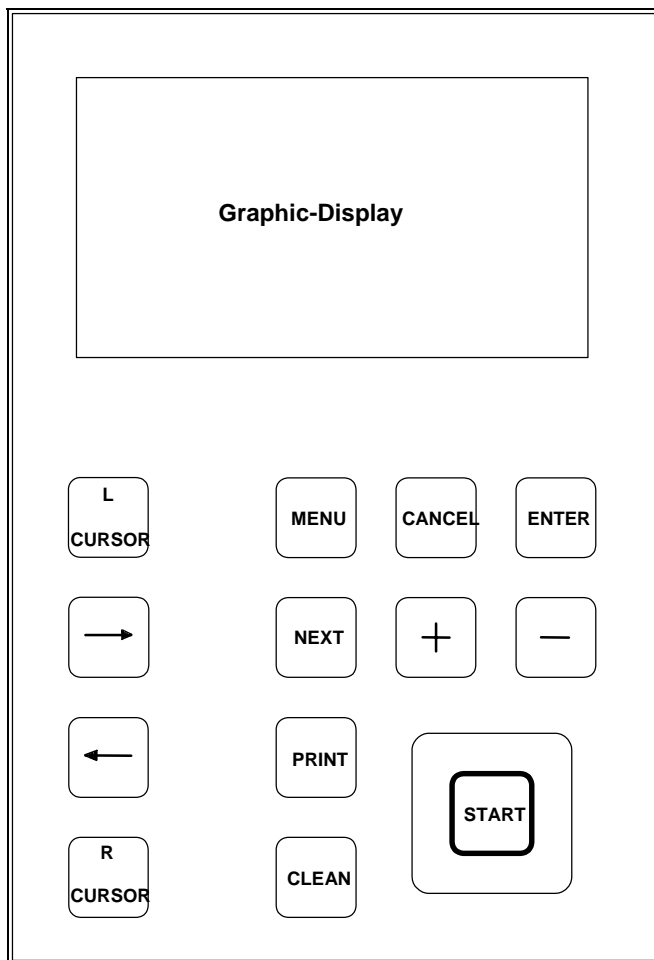 Graphic-Display
L
CURSOR
MENU
CANCEL
ENTER
NEXT
+
−
PRINT
START
R
CURSOR
CLEAN